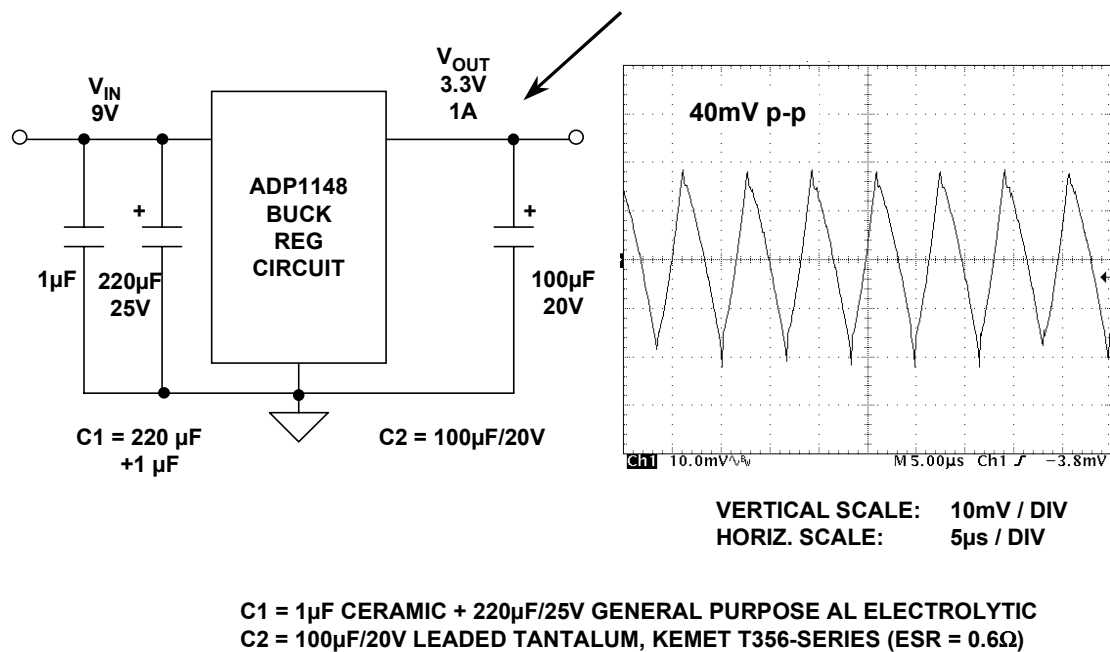 V_IN
9V
V_OUT
3.3V
1A
ADP1148
BUCK
REG
CIRCUIT
+
1µF
220µF
25V
+
100µF
20V
C1 = 220 µF
+1 µF
C2 = 100µF/20V
40mV p-p
Ch1 10.0mV∿BW M 5.00µs Ch1 ∫ −3.8mV
VERTICAL SCALE: 10mV / DIV
HORIZ. SCALE: 5µs / DIV
C1 = 1µF CERAMIC + 220µF/25V GENERAL PURPOSE AL ELECTROLYTIC
C2 = 100µF/20V LEADED TANTALUM, KEMET T356-SERIES (ESR = 0.6Ω)